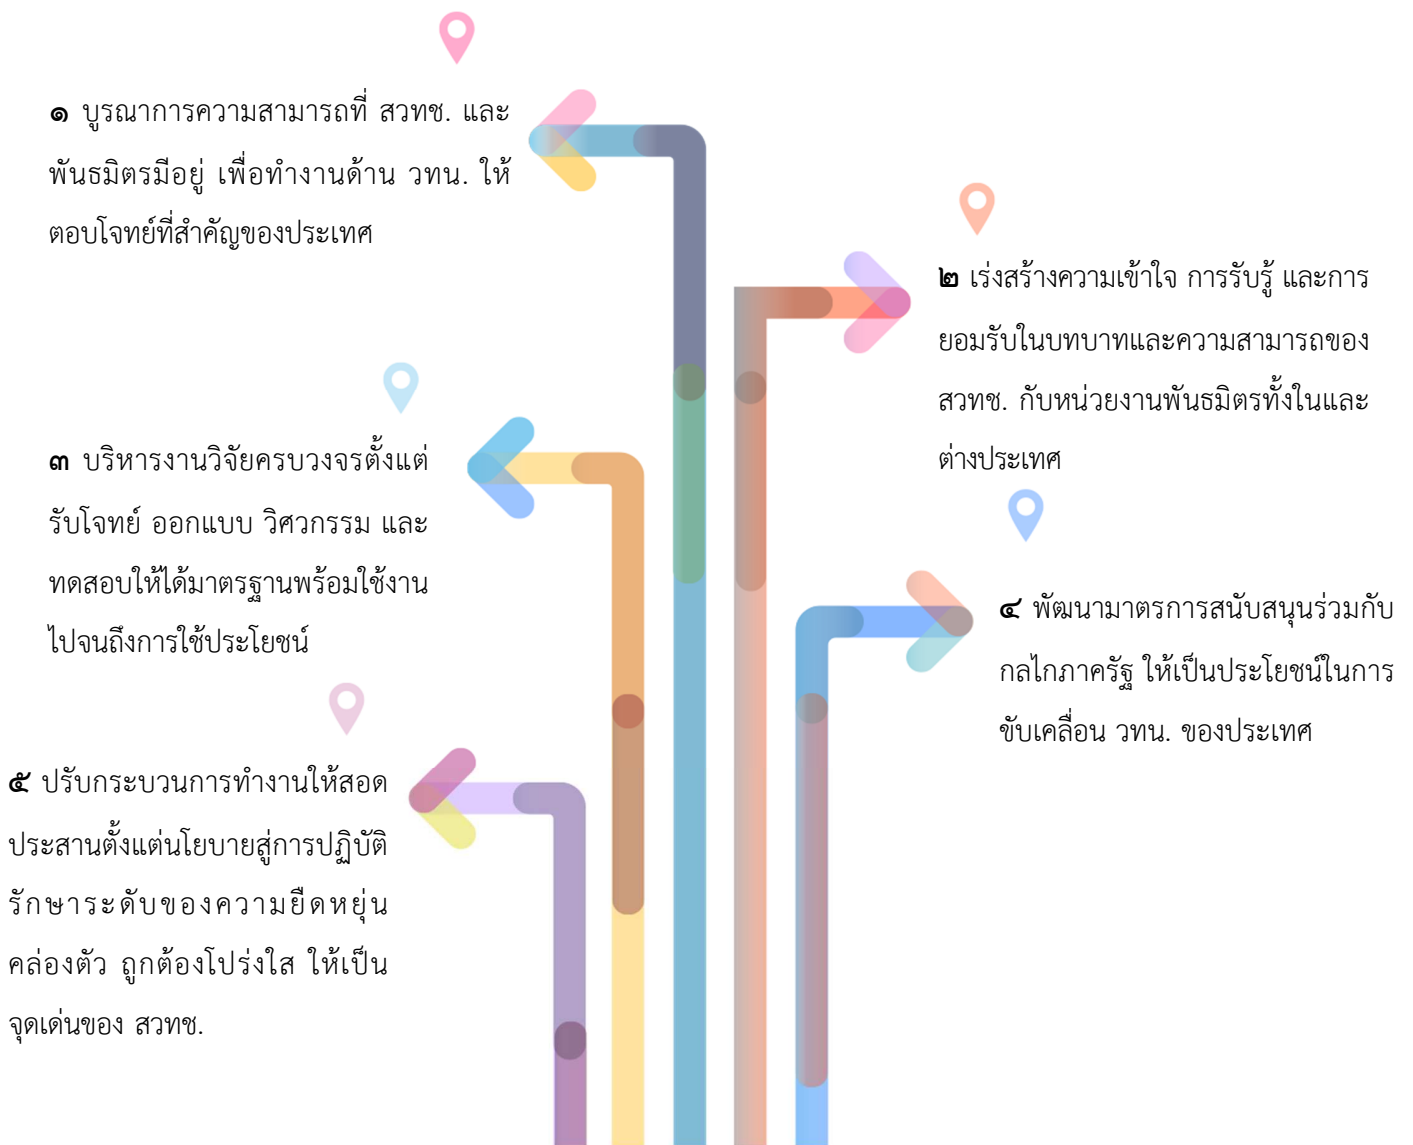 ๑ บูรณาการความสามารถที่ สวทช. และ
พันธมิตรมีอยู่ เพื่อทำงานด้าน วทน. ให้
ตอบโจทย์ที่สำคัญของประเทศ
๒ เร่งสร้างความเข้าใจ การรับรู้ และการ
ยอมรับในบทบาทและความสามารถของ
สวทช. กับหน่วยงานพันธมิตรทั้งในและ
ต่างประเทศ
๓ บริหารงานวิจัยครบวงจรตั้งแต่
รับโจทย์ ออกแบบ วิศวกรรม และ
ทดสอบให้ได้มาตรฐานพร้อมใช้งาน
ไปจนถึงการใช้ประโยชน์
๔ พัฒนามาตรการสนับสนุนร่วมกับ
กลไกภาครัฐ ให้เป็นประโยชน์ในการ
ขับเคลื่อน วทน. ของประเทศ
๕ ปรับกระบวนการทำงานให้สอด
ประสานตั้งแต่นโยบายสู่การปฏิบัติ
รักษาระดับของความยืดหยุ่น
คล่องตัว ถูกต้องโปร่งใส ให้เป็น
จุดเด่นของ สวทช.